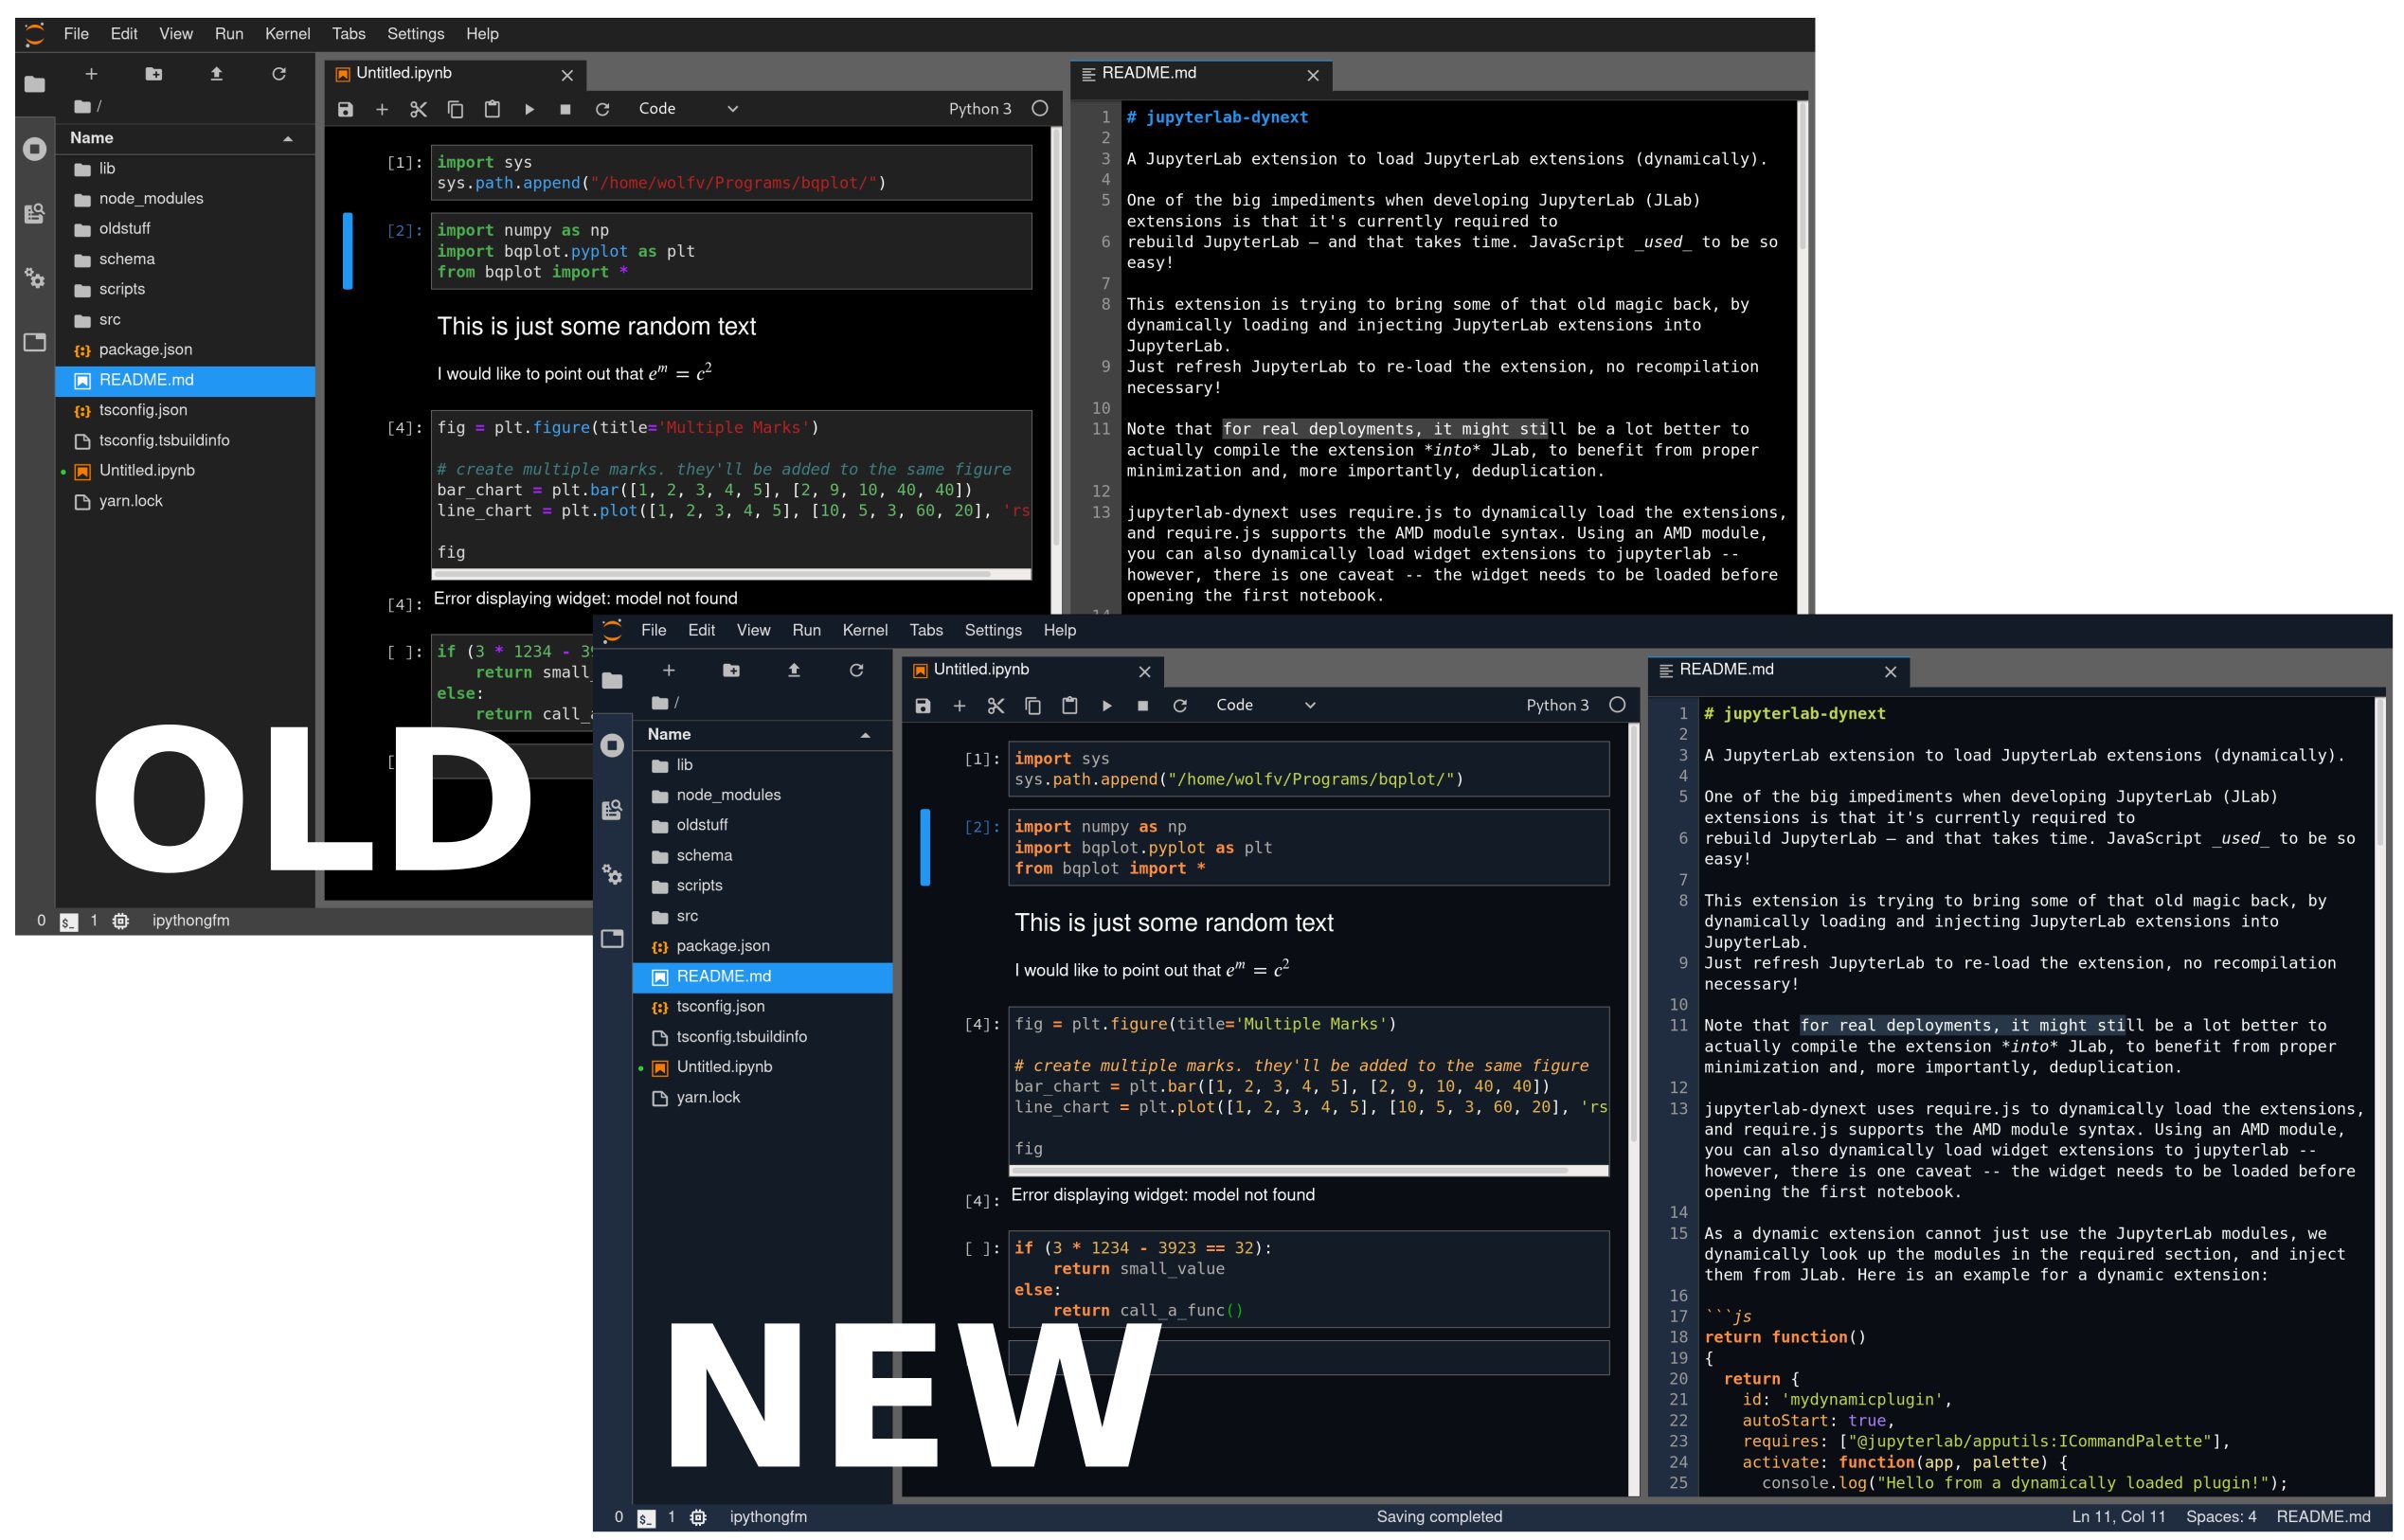 File Edit View Run Kernel Tabs Settings Help
/
Name
lib
node_modules
oldstuff
schema
scripts
src
package.json
README.md
tsconfig.json
tsconfig.tsbuildinfo
Untitled.ipynb
yarn.lock
Untitled.ipynb
Code Python 3
[1]: import sys
sys.path.append("/home/wolfv/Programs/bqplot/")
[2]: import numpy as np
import bqplot.pyplot as plt
from bqplot import *
This is just some random text
I would like to point out that e^m = c^2
[4]: fig = plt.figure(title='Multiple Marks')
# create multiple marks. they'll be added to the same figure
bar_chart = plt.bar([1, 2, 3, 4, 5], [2, 9, 10, 40, 40])
line_chart = plt.plot([1, 2, 3, 4, 5], [10, 5, 3, 60, 20], 'rs
fig
[4]: Error displaying widget: model not found
[ ]: if (3 * 1234 - 39
return small_
else:
return call_a
[
README.md
1 # jupyterlab-dynext
2
3 A JupyterLab extension to load JupyterLab extensions (dynamically).
4
5 One of the big impediments when developing JupyterLab (JLab)
extensions is that it's currently required to
6 rebuild JupyterLab – and that takes time. JavaScript _used_ to be so
easy!
7
8 This extension is trying to bring some of that old magic back, by
dynamically loading and injecting JupyterLab extensions into
JupyterLab.
9 Just refresh JupyterLab to re-load the extension, no recompilation
necessary!
10
11 Note that for real deployments, it might still be a lot better to
actually compile the extension *into* JLab, to benefit from proper
minimization and, more importantly, deduplication.
12
13 jupyterlab-dynext uses require.js to dynamically load the extensions,
and require.js supports the AMD module syntax. Using an AMD module,
you can also dynamically load widget extensions to jupyterlab --
however, there is one caveat -- the widget needs to be loaded before
opening the first notebook.
OLD
0 $_ 1 ipythongfm
File Edit View Run Kernel Tabs Settings Help
/
Name
lib
node_modules
oldstuff
schema
scripts
src
package.json
README.md
tsconfig.json
tsconfig.tsbuildinfo
Untitled.ipynb
yarn.lock
Untitled.ipynb
Code Python 3
[1]: import sys
sys.path.append("/home/wolfv/Programs/bqplot/")
[2]: import numpy as np
import bqplot.pyplot as plt
from bqplot import *
This is just some random text
I would like to point out that e^m = c^2
[4]: fig = plt.figure(title='Multiple Marks')
# create multiple marks. they'll be added to the same figure
bar_chart = plt.bar([1, 2, 3, 4, 5], [2, 9, 10, 40, 40])
line_chart = plt.plot([1, 2, 3, 4, 5], [10, 5, 3, 60, 20], 'rs
fig
[4]: Error displaying widget: model not found
[ ]: if (3 * 1234 - 3923 == 32):
return small_value
else:
return call_a_func()
README.md
1 # jupyterlab-dynext
2
3 A JupyterLab extension to load JupyterLab extensions (dynamically).
4
5 One of the big impediments when developing JupyterLab (JLab)
extensions is that it's currently required to
6 rebuild JupyterLab – and that takes time. JavaScript _used_ to be so
easy!
7
8 This extension is trying to bring some of that old magic back, by
dynamically loading and injecting JupyterLab extensions into
JupyterLab.
9 Just refresh JupyterLab to re-load the extension, no recompilation
necessary!
10
11 Note that for real deployments, it might still be a lot better to
actually compile the extension *into* JLab, to benefit from proper
minimization and, more importantly, deduplication.
12
13 jupyterlab-dynext uses require.js to dynamically load the extensions,
and require.js supports the AMD module syntax. Using an AMD module,
you can also dynamically load widget extensions to jupyterlab --
however, there is one caveat -- the widget needs to be loaded before
opening the first notebook.
14
15 As a dynamic extension cannot just use the JupyterLab modules, we
dynamically look up the modules in the required section, and inject
them from JLab. Here is an example for a dynamic extension:
16
17 ```js
18 return function()
19 {
20 return {
21 id: 'mydynamicplugin',
22 autoStart: true,
23 requires: ["@jupyterlab/apputils:ICommandPalette"],
24 activate: function(app, palette) {
25 console.log("Hello from a dynamically loaded plugin!");
NEW
0 $_ 1 ipythongfm Saving completed Ln 11, Col 11 Spaces: 4 README.md